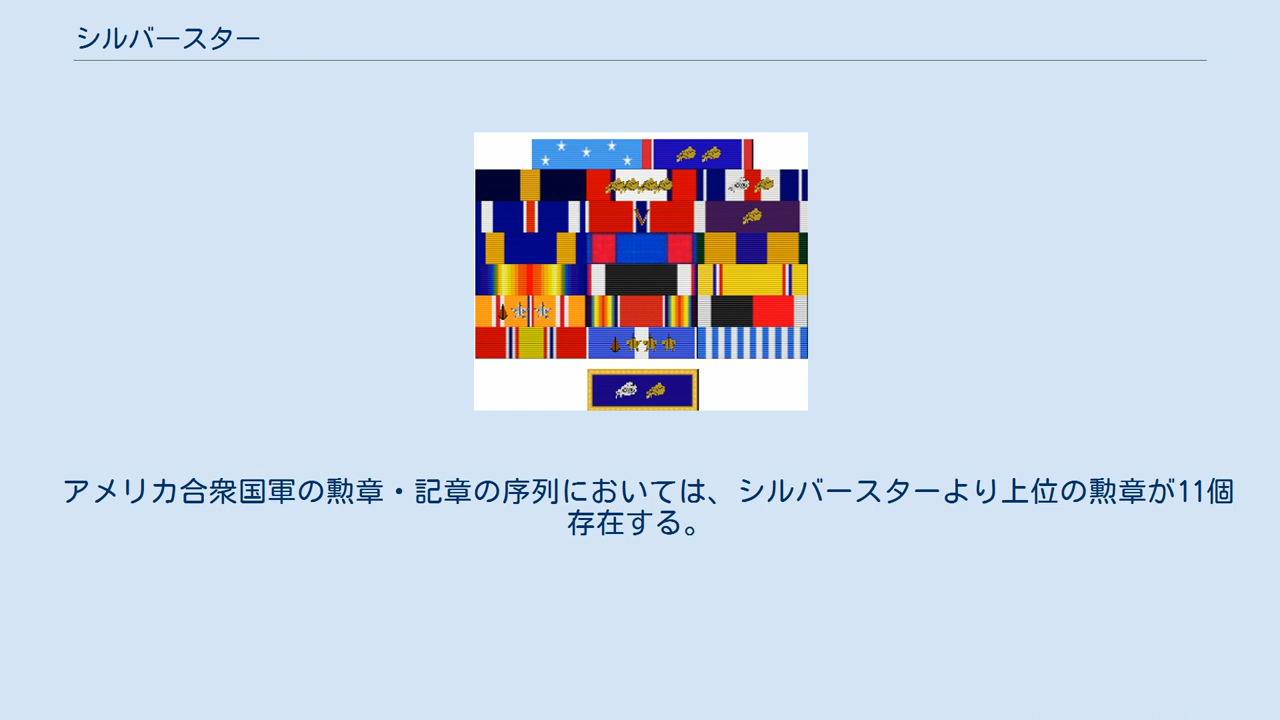 シルバースター
アメリカ合衆国軍の勲章・記章の序列においては、シルバースターより上位の勲章が11個
存在する。